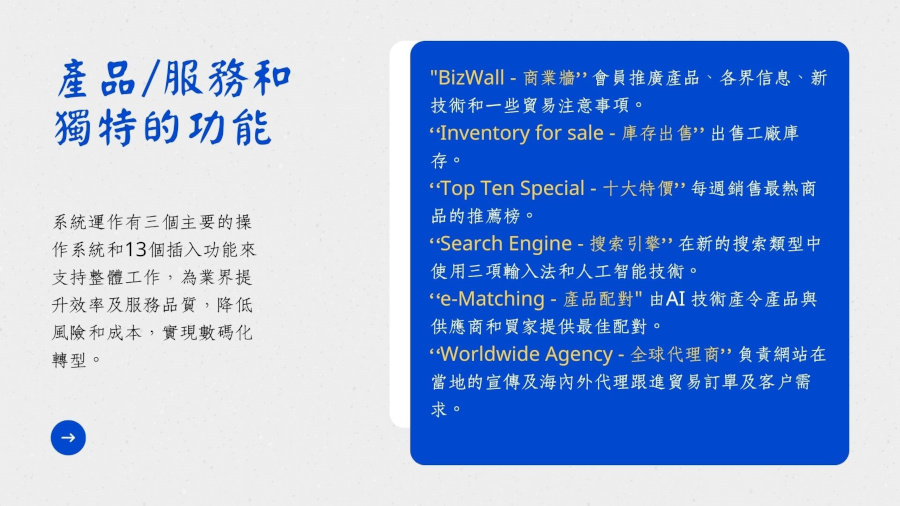 產品/服務和
獨特的功能
系統運作有三個主要的操
作系統和13個插入功能來
支持整體工作，為業界提
升效率及服務品質，降低
風險和成本，實現數碼化
轉型。
"BizWall - 商業牆” 會員推廣產品、各界信息、新
技術和一些貿易注意事項。
“Inventory for sale - 庫存出售” 出售工廠庫
存。
“Top Ten Special - 十大特價” 每週銷售最熱商
品的推薦榜。
“Search Engine - 搜索引擎” 在新的搜索類型中
使用三項輸入法和人工智能技術。
“e-Matching - 產品配對" 由AI 技術產令產品與
供應商和買家提供最佳配對。
“Worldwide Agency - 全球代理商” 負責網站在
當地的宣傳及海內外代理跟進貿易訂單及客户需
求。